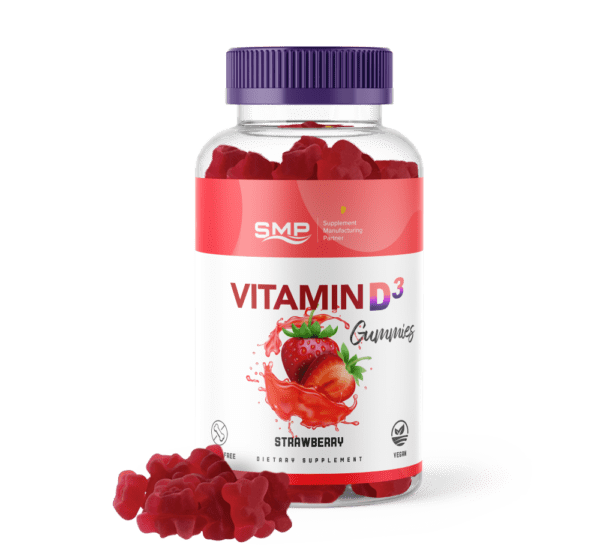 SMP
Supplement
Manufacturing
Partner
VITAMIN D3
Gummies
STRAWBERRY
DIETARY SUPPLEMENT
FREE
VEGAN